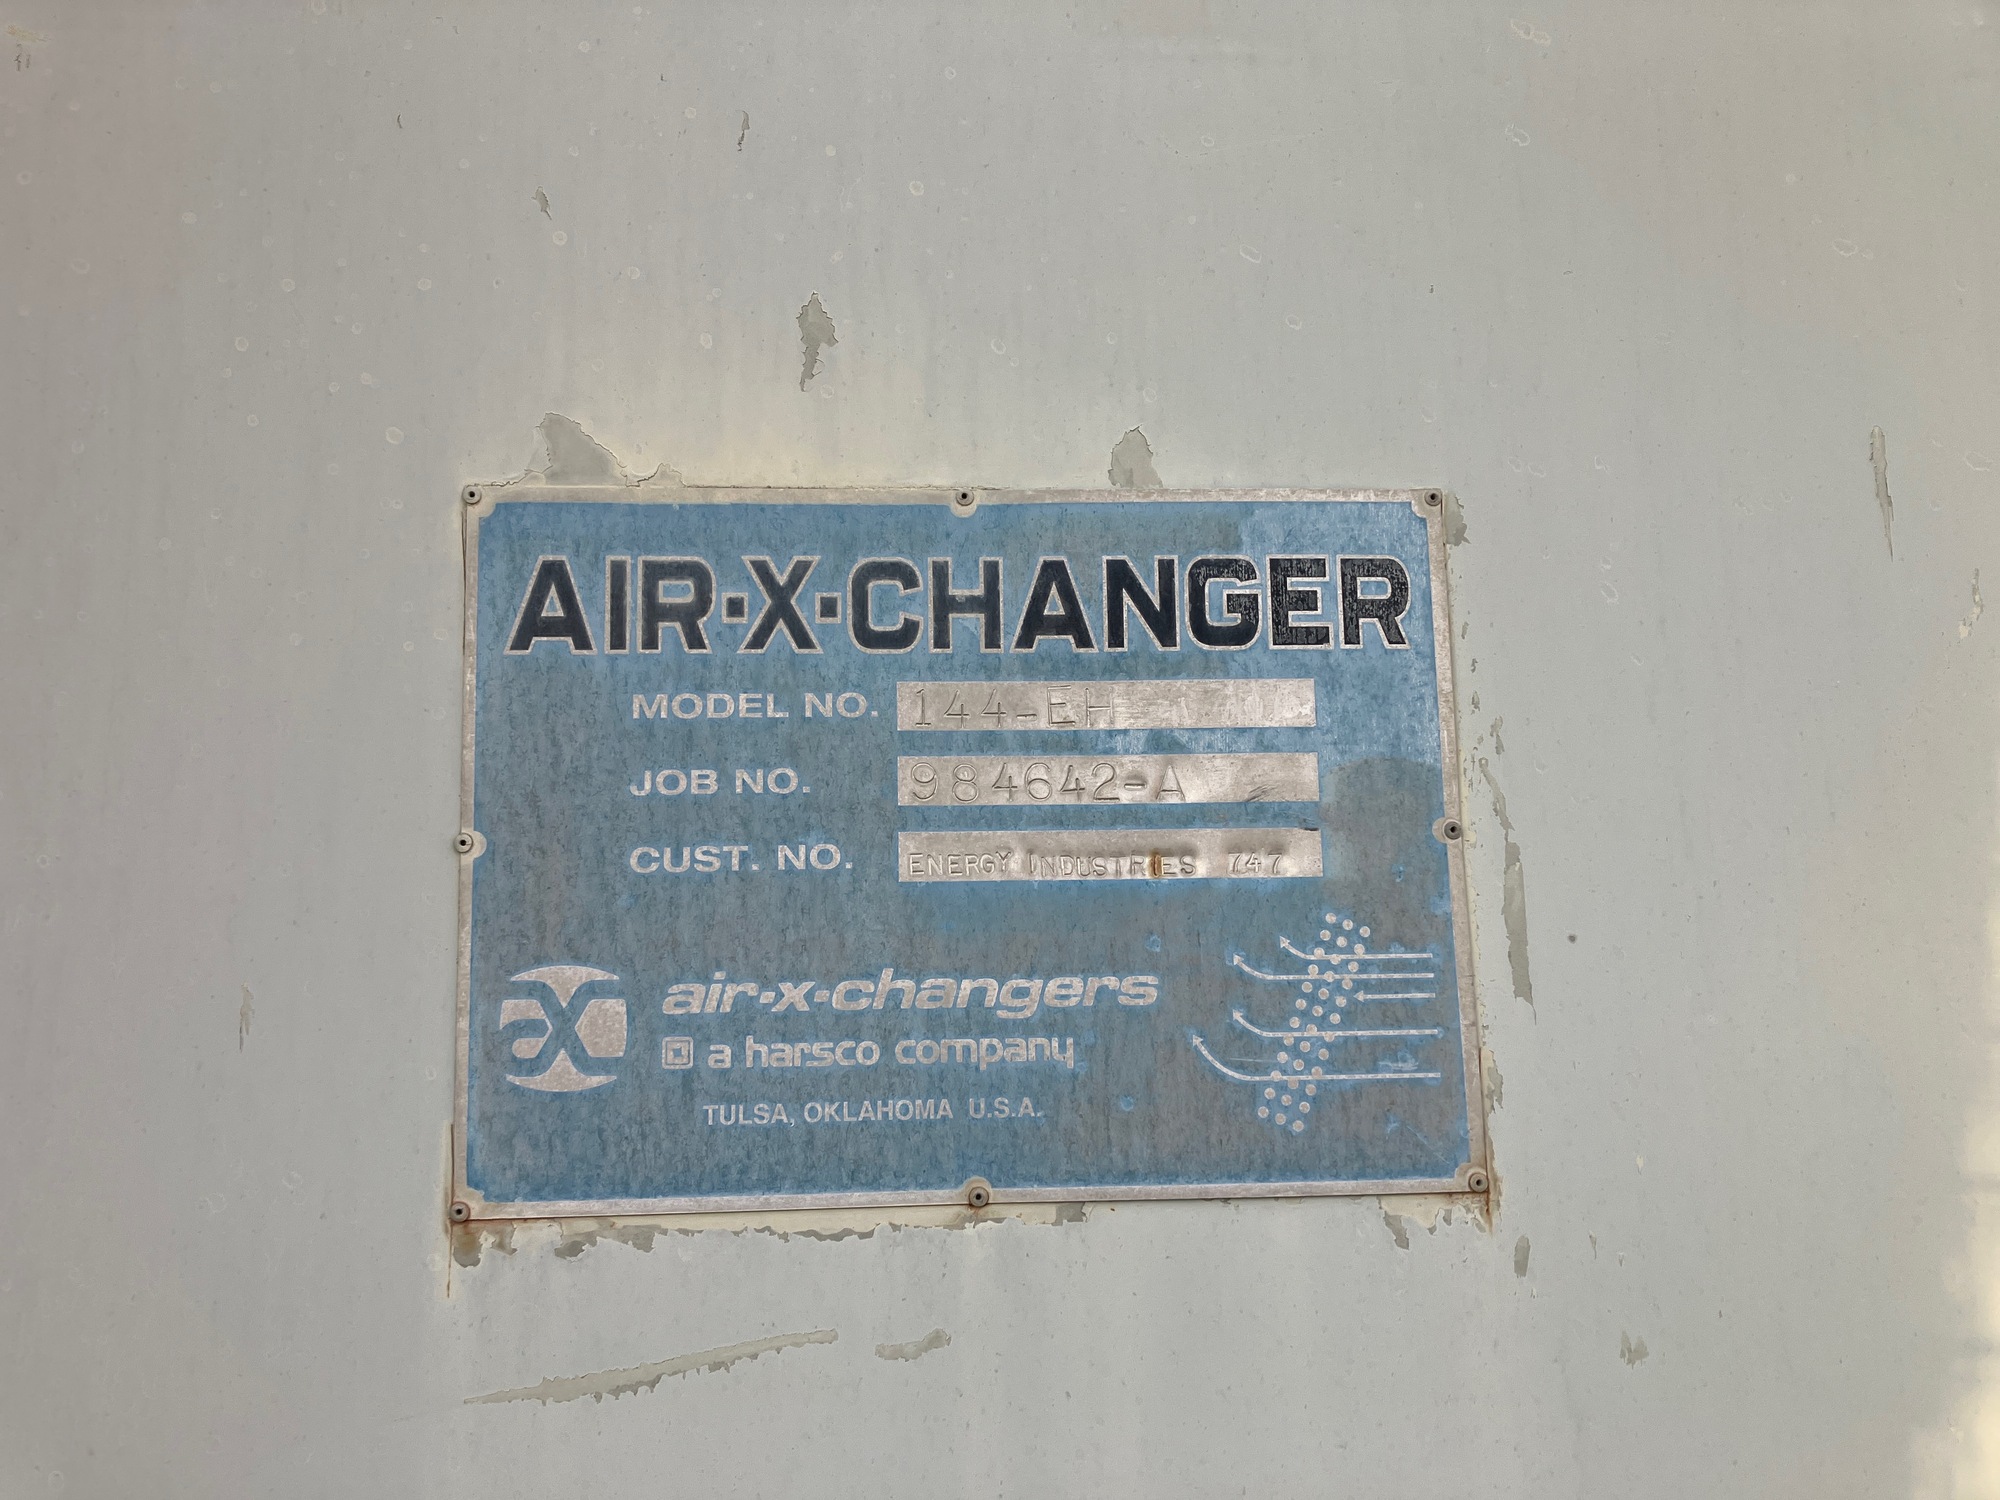 AIR·X·CHANGER
MODEL NO. 144-EH
JOB NO. 984642-A
CUST. NO. ENERGY INDUSTRIES 747
aX air·x·changers
a harsco company
TULSA, OKLAHOMA U.S.A.